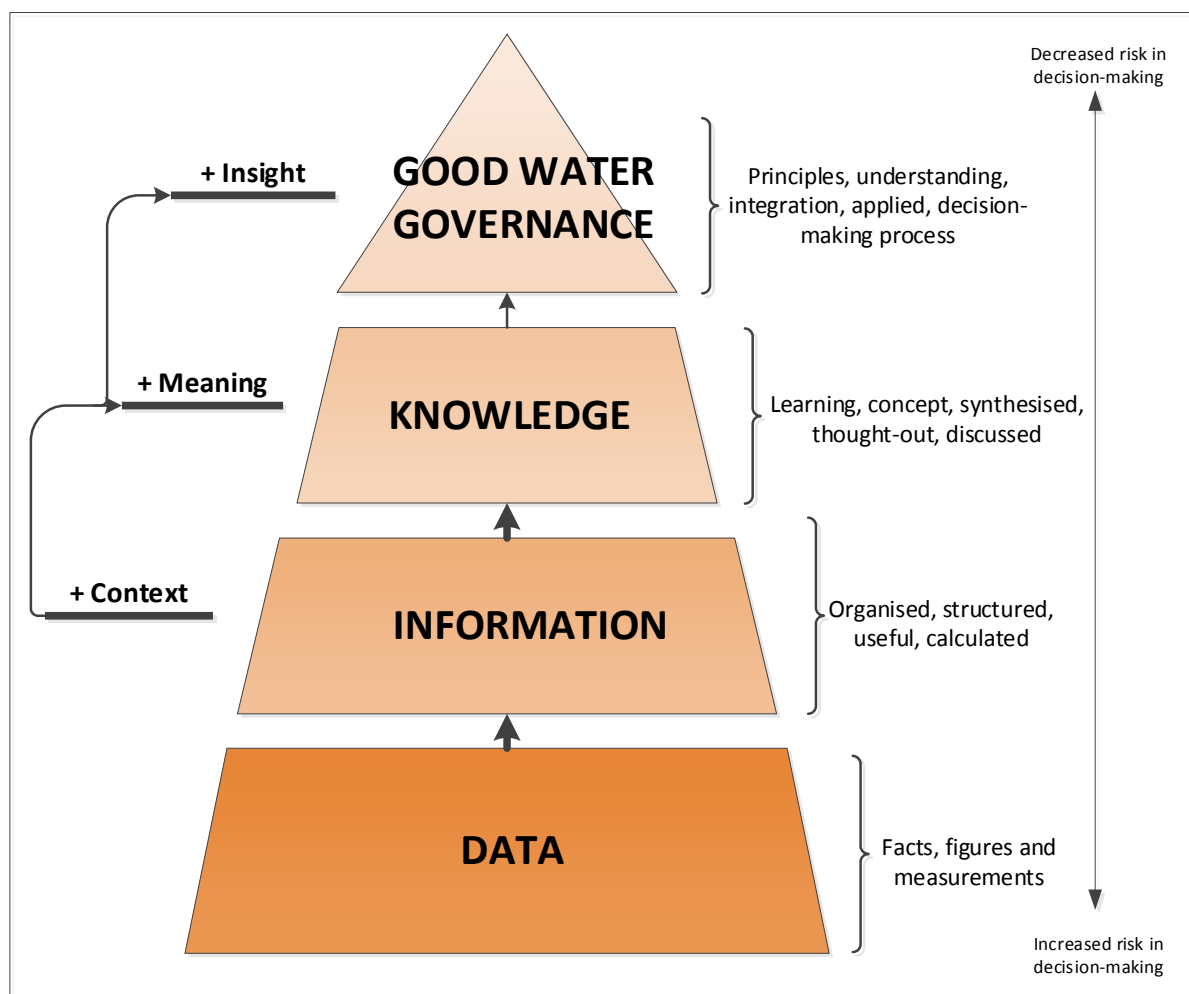 Decreased risk in
decision-making
+ Insight
GOOD WATER
GOVERNANCE
Principles, understanding,
integration, applied, decision-
making process
+ Meaning
KNOWLEDGE
Learning, concept, synthesised,
thought-out, discussed
+ Context
INFORMATION
Organised, structured,
useful, calculated
DATA
Facts, figures and
measurements
Increased risk in
decision-making